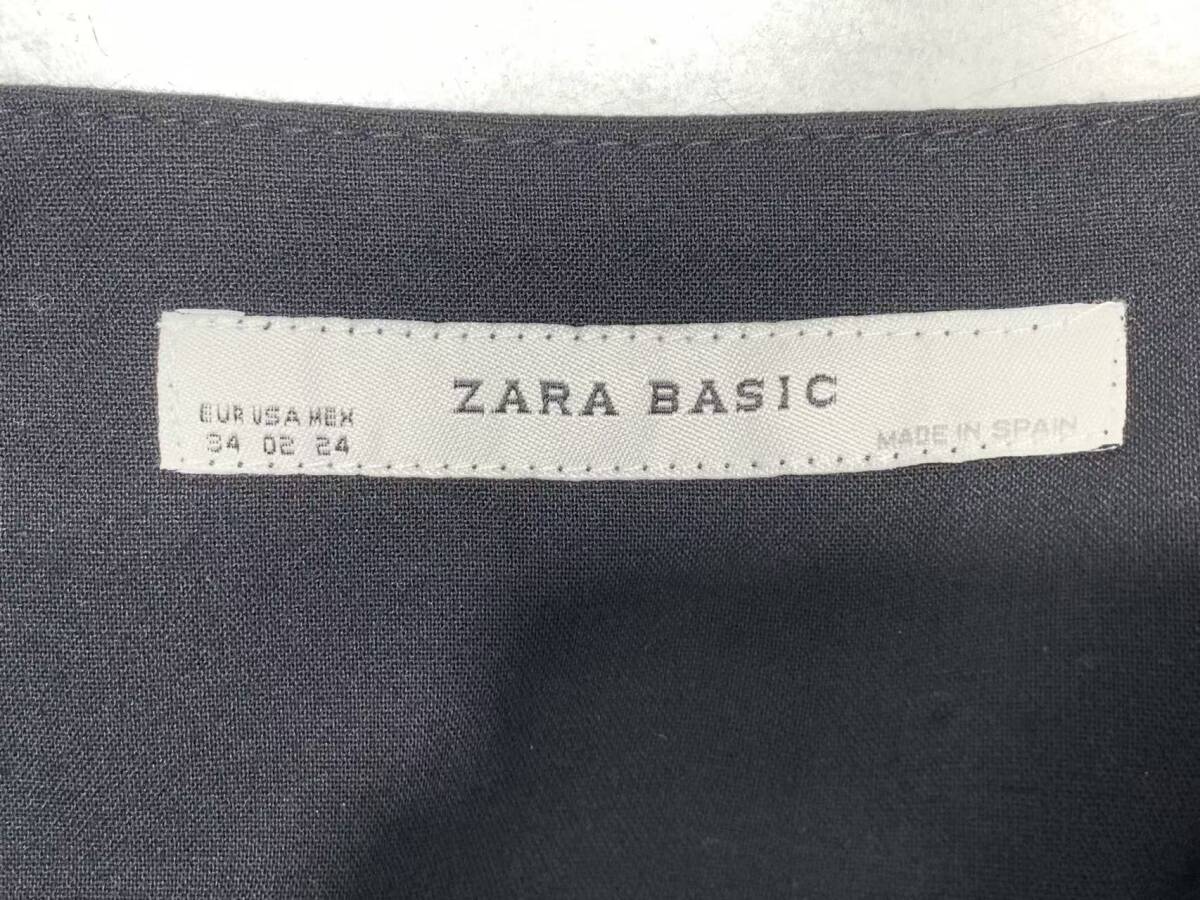 ZARA BASIC
EUR USA MEX
34 02 24
MADE IN SPAIN